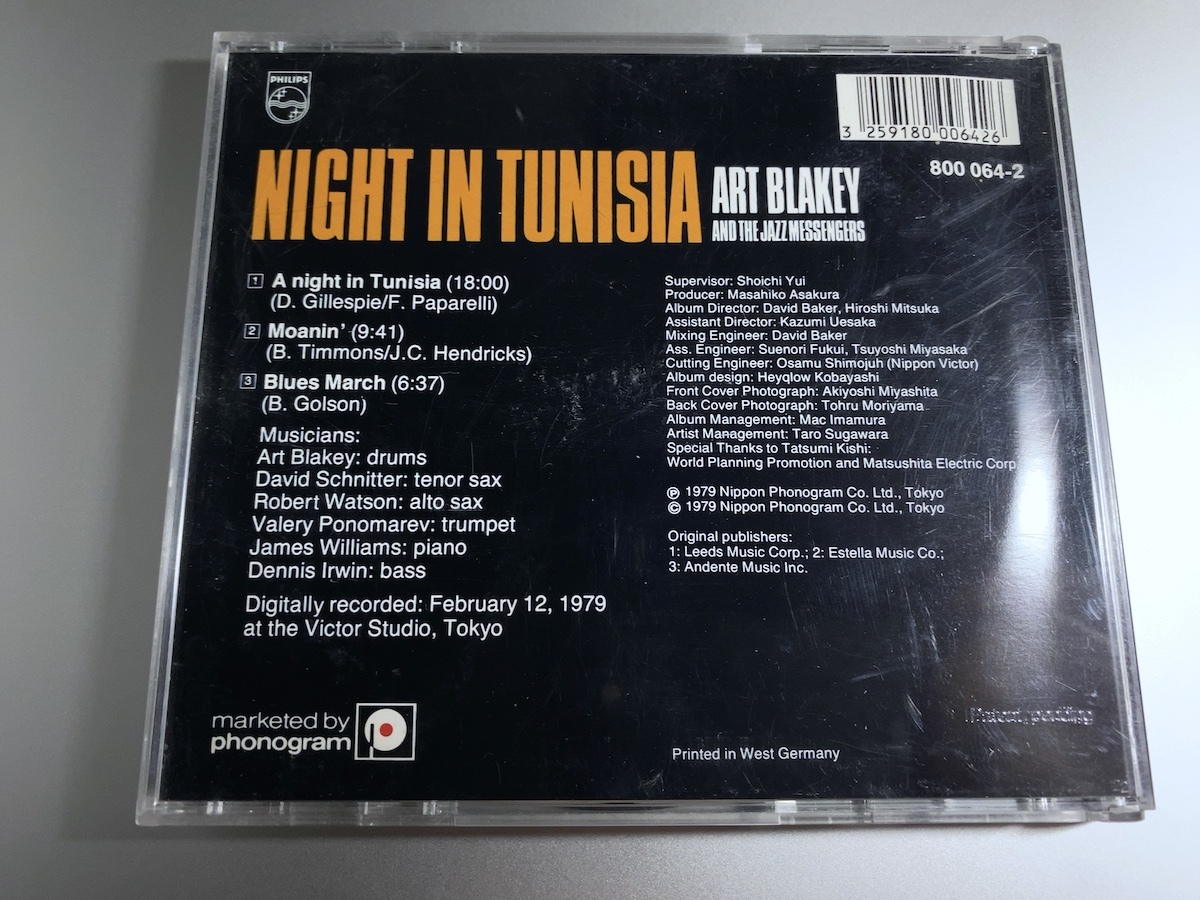 PHILIPS
3 259180 006426
800 064-2
NIGHT IN TUNISIA ART BLAKEY
AND THE JAZZ MESSENGERS
1 A night in Tunisia (18:00)
(D. Gillespie/F. Paparelli)
2 Moanin' (9:41)
(B. Timmons/J.C. Hendricks)
3 Blues March (6:37)
(B. Golson)
Musicians:
Art Blakey: drums
David Schnitter: tenor sax
Robert Watson: alto sax
Valery Ponomarev: trumpet
James Williams: piano
Dennis Irwin: bass
Digitally recorded: February 12, 1979
at the Victor Studio, Tokyo
Supervisor: Shoichi Yui
Producer: Masahiko Asakura
Album Director: David Baker, Hiroshi Mitsuka
Assistant Director: Kazumi Uesaka
Mixing Engineer: David Baker
Ass. Engineer: Suenori Fukui, Tsuyoshi Miyasaka
Cutting Engineer: Osamu Shimojuh (Nippon Victor)
Album design: Heyqlow Kobayashi
Front Cover Photograph: Akiyoshi Miyashita
Back Cover Photograph: Tohru Moriyama
Album Management: Mac Imamura
Artist Management: Taro Sugawara
Special Thanks to Tatsumi Kishi:
World Planning Promotion and Matsushita Electric Corp
℗ 1979 Nippon Phonogram Co. Ltd., Tokyo
© 1979 Nippon Phonogram Co. Ltd., Tokyo
Original publishers:
1: Leeds Music Corp.; 2: Estella Music Co.;
3: Andente Music Inc.
marketed by
phonogram
Printed in West Germany
Patent pending